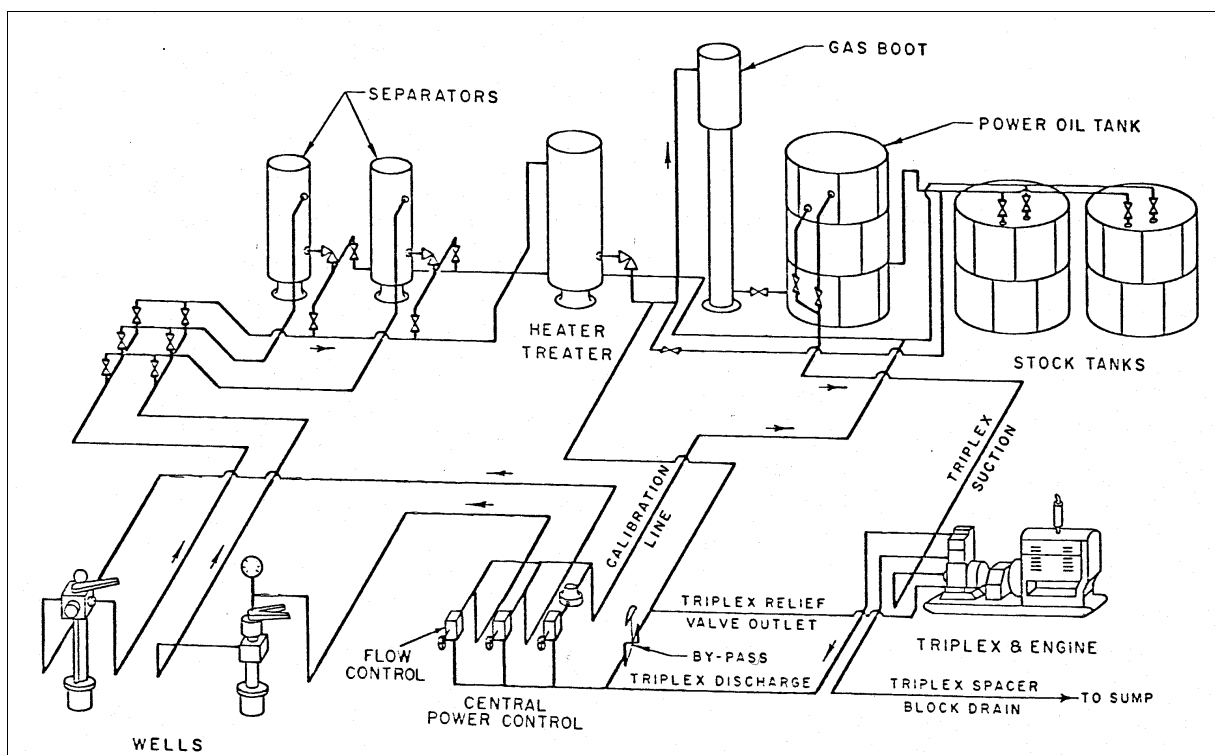 GAS BOOT
SEPARATORS
POWER OIL TANK
HEATER
TREATER
STOCK TANKS
TRIPLEX
SUCTION
CALIBRATION
LINE
TRIPLEX RELIEF
VALVE OUTLET
FLOW
CONTROL
BY-PASS
TRIPLEX & ENGINE
TRIPLEX DISCHARGE
TRIPLEX SPACER
BLOCK DRAIN
TO SUMP
CENTRAL
POWER CONTROL
WELLS